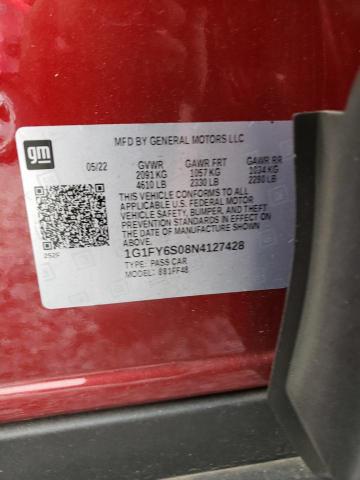 gm
MFD BY GENERAL MOTORS LLC
05/22 GVWR GAWR FRT GAWR RR
2091 KG 1057 KG 1034 KG
4610 LB 2330 LB 2280 LB
THIS VEHICLE CONFORMS TO ALL
APPLICABLE U.S. FEDERAL MOTOR
VEHICLE SAFETY, BUMPER, AND THEFT
PREVENTION STANDARDS IN EFFECT ON
THE DATE OF MANUFACTURE
SHOWN ABOVE.
252F
1G1FY6S08N4127428
TYPE: PASS CAR
MODEL: 881FF48